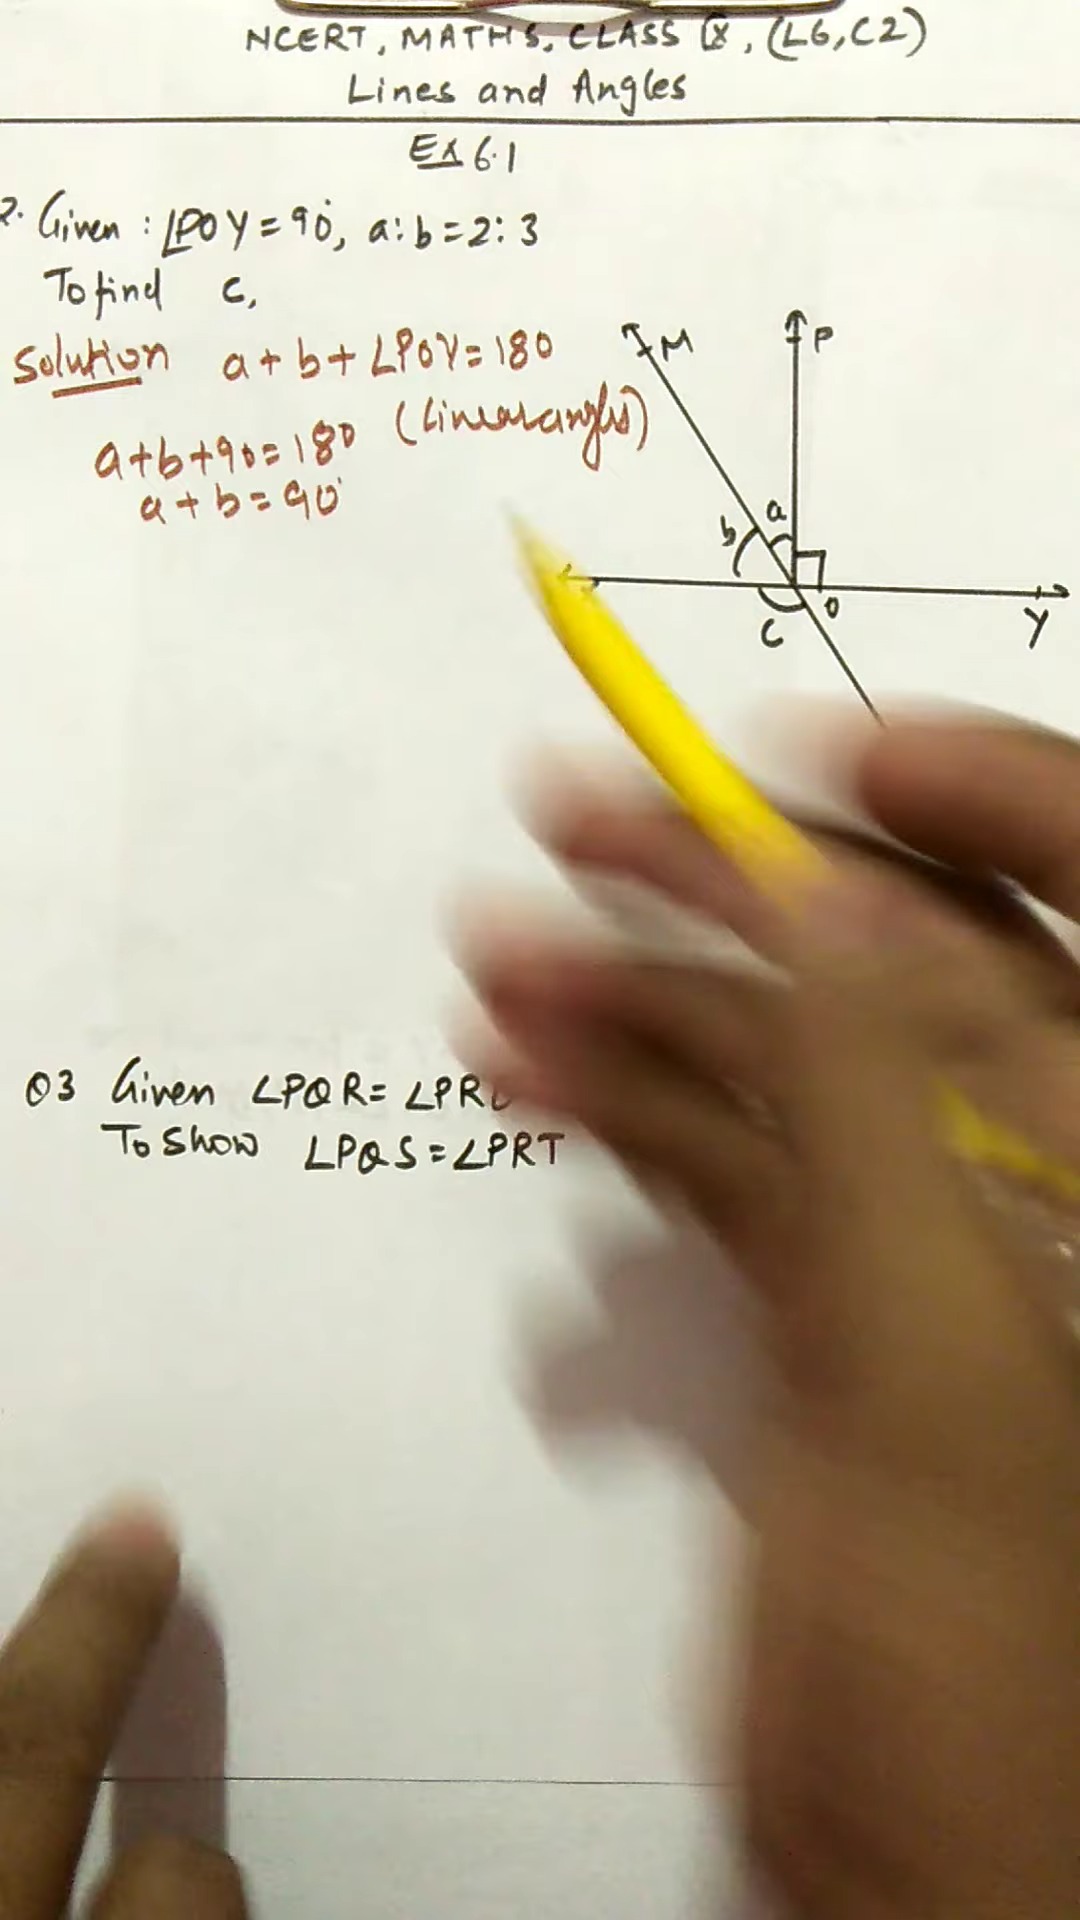 NCERT, MATHS, CLASS IX, (L6, C2)
Lines and Angles
Ex 6.1
2. Given : ∠POY = 90°, a:b = 2:3
To find c,
Solution a + b + ∠POY = 180
(Linear angles)
a+b+90 = 180
a + b = 90°
M
P
a
b
O
C
Y
Q3 Given ∠PQR = ∠PR
To Show ∠PQS = ∠PRT